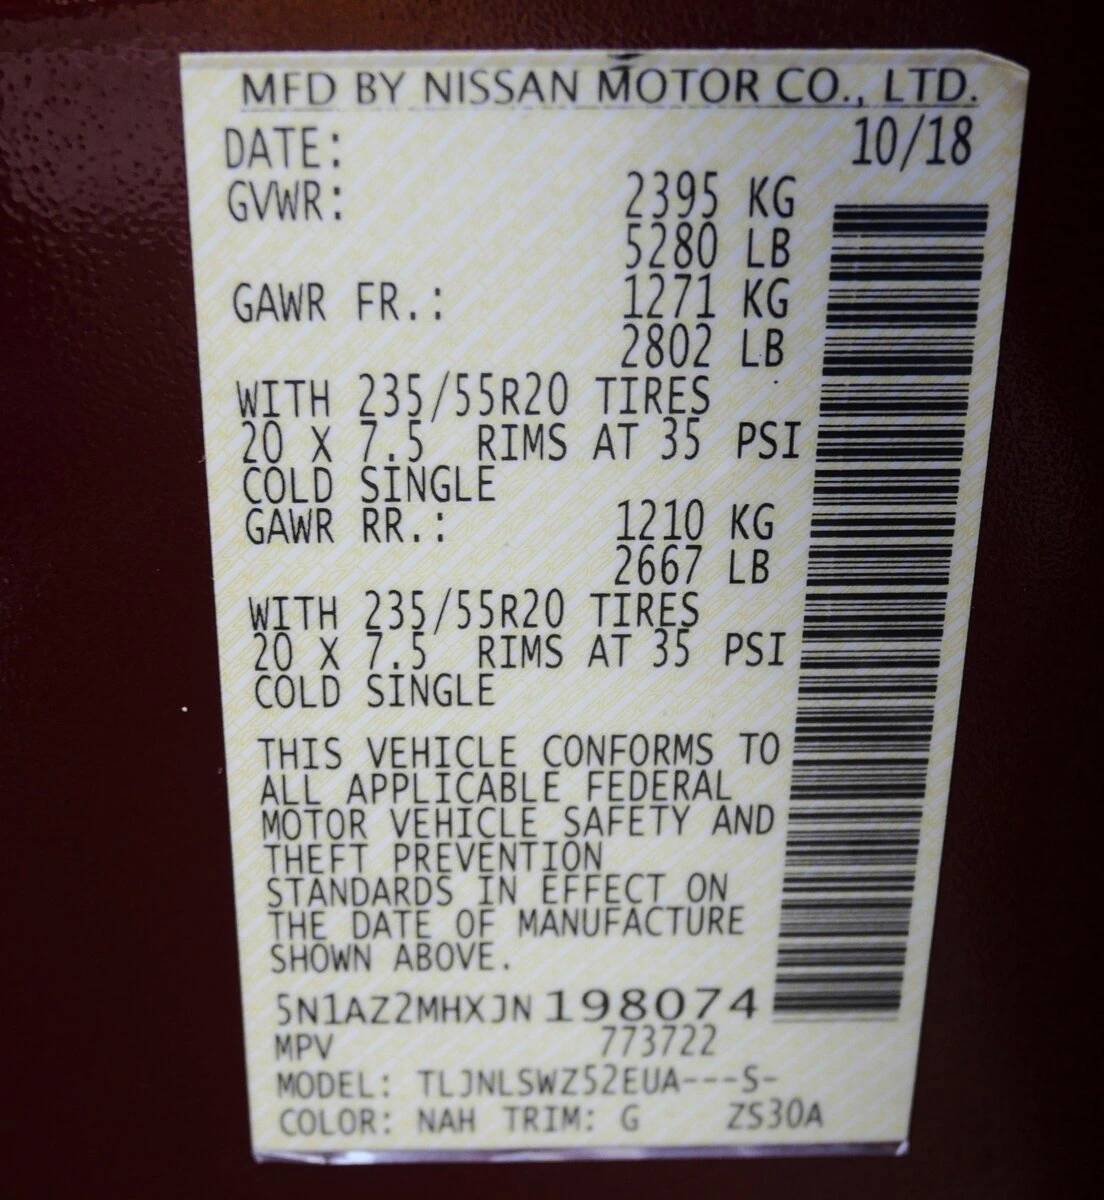 MFD BY NISSAN MOTOR CO., LTD.
DATE: 10/18
GVWR: 2395 KG
5280 LB
GAWR FR.: 1271 KG
2802 LB
WITH 235/55R20 TIRES
20 X 7.5 RIMS AT 35 PSI
COLD SINGLE
GAWR RR.: 1210 KG
2667 LB
WITH 235/55R20 TIRES
20 X 7.5 RIMS AT 35 PSI
COLD SINGLE
THIS VEHICLE CONFORMS TO
ALL APPLICABLE FEDERAL
MOTOR VEHICLE SAFETY AND
THEFT PREVENTION
STANDARDS IN EFFECT ON
THE DATE OF MANUFACTURE
SHOWN ABOVE.
5N1AZ2MHXJN198074
MPV 773722
MODEL: TLJNLSWZ52EUA---S-
COLOR: NAH TRIM: G ZS30A